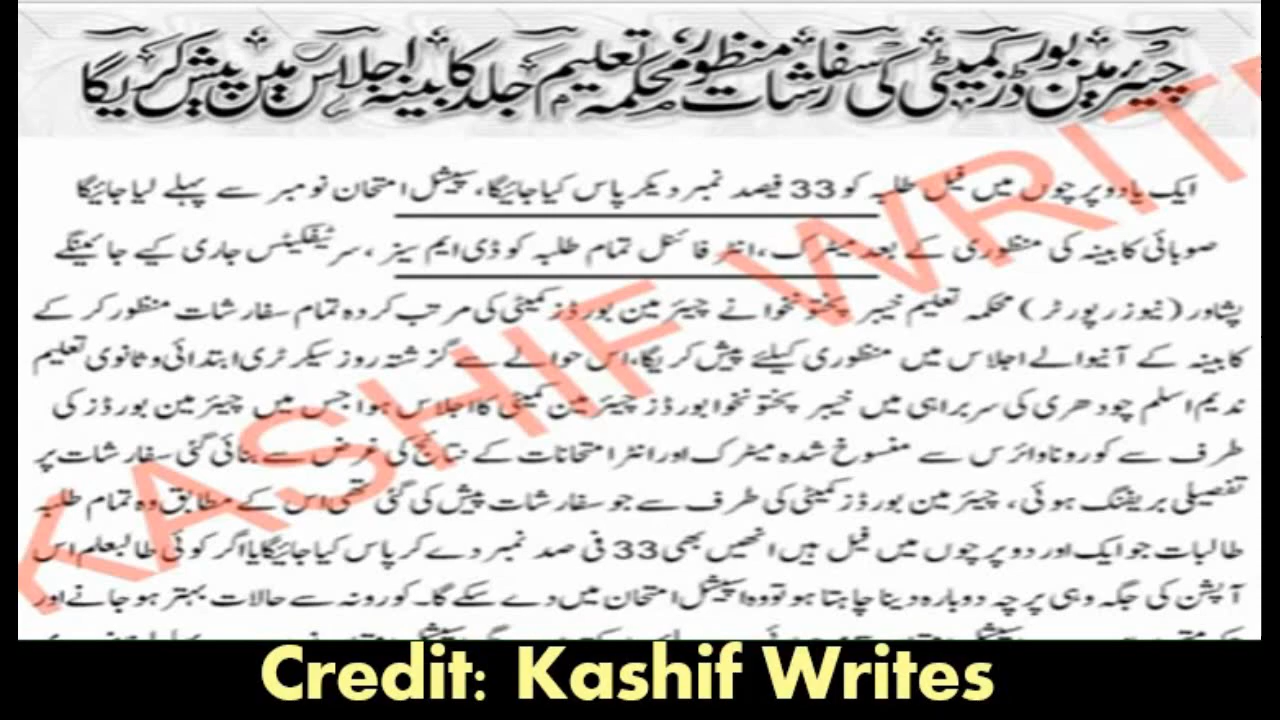 چیئرمین بورڈز کمیٹی کی سفارشات منظور، محکمہ تعلیم جلد کابینہ اجلاس میں پیش کریگا
ایک یا دو پرچوں میں فیل طلبہ کو 33 فیصد نمبر دیکر پاس کیا جائیگا، سپیشل امتحان نومبر سے پہلے لیا جائیگا
صوبائی کابینہ کی منظوری کے بعد میٹرک، انٹر فائنل تمام طلبہ کو ڈی ایم سیز، سرٹیفکیٹس جاری کیے جائینگے
پشاور (نیوز رپورٹر) محکمہ تعلیم خیبر پختونخوا نے چیئرمین بورڈز کمیٹی کی مرتب کردہ تمام سفارشات منظور کر کے
کابینہ کے آنیوالے اجلاس میں منظوری کیلئے پیش کریگا، اس حوالے سے گزشتہ روز سیکرٹری ابتدائی و ثانوی تعلیم
ندیم اسلم چودھری کی سربراہی میں خیبر پختونخوا بورڈز چیئرمین کمیٹی کا اجلاس ہوا جس میں چیئرمین بورڈز کی
طرف سے کورونا وائرس سے منسوخ شدہ میٹرک اور انٹر امتحانات کے نتائج کی غرض سے بنائی گئی سفارشات پر
تفصیلی بریفنگ ہوئی، چیئرمین بورڈز کمیٹی کی طرف سے جو سفارشات پیش کی گئی تھی اس کے مطابق وہ تمام طلبہ
طالبات جو ایک اور دو پرچوں میں فیل ہیں انھیں بھی 33 فی صد نمبر دے کر پاس کیا جائیگا یا اگر کوئی طالبعلم اس
آپشن کی جگہ وہی پرچہ دوبارہ دینا چاہتا ہو تو وہ اسپیشل امتحان میں دے سکے گا۔ کورونہ سے حالات بہتر ہو جانے اور
KASHIF WRIT
Credit: Kashif Writes